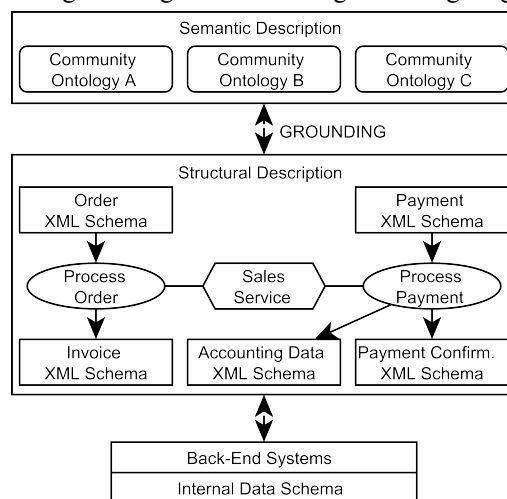 Semantic Description
Community
Ontology A
Community
Ontology B
Community
Ontology C
GROUNDING
Structural Description
Order
XML Schema
Payment
XML Schema
Process
Order
Sales
Service
Process
Payment
Invoice
XML Schema
Accounting Data
XML Schema
Payment Confirm.
XML Schema
Back-End Systems
Internal Data Schema